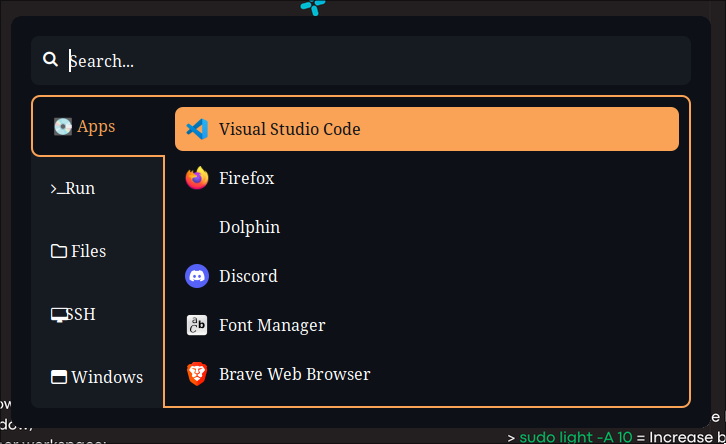 Search...
Apps
>_Run
Files
SSH
Windows
Visual Studio Code
Firefox
Dolphin
Discord
Font Manager
Brave Web Browser
> sudo light -A 10 = Increase b